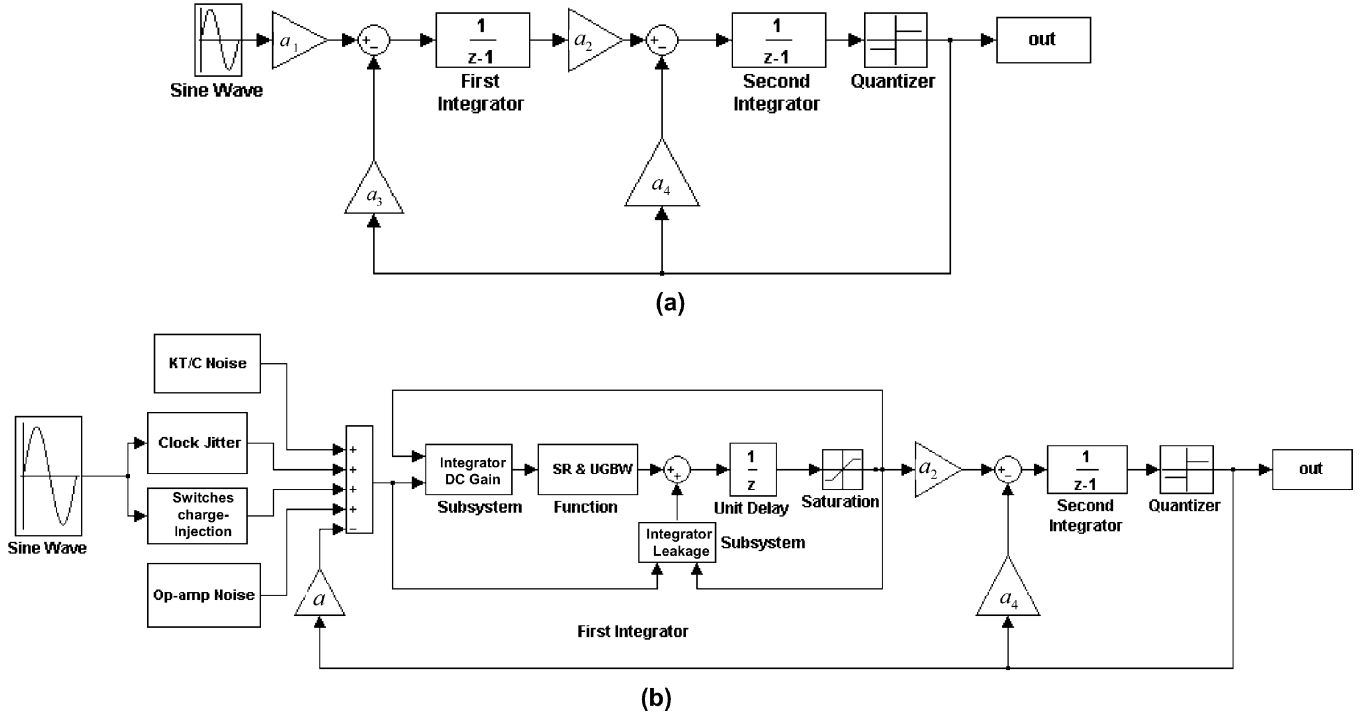 a1
+
−
1
z-1
a2
+
−
1
z-1
out
Sine Wave
First
Integrator
Second
Integrator
Quantizer
a3
a4
(a)
KT/C Noise
Clock Jitter
Switches
charge-
Injection
Sine Wave
Op-amp Noise
+
+
+
+
−
a
Integrator
DC Gain
Subsystem
SR & UGBW
Function
+
+
1
z
Unit Delay
Saturation
Integrator
Leakage
Subsystem
First Integrator
a2
+
−
1
z-1
Second
Integrator
Quantizer
out
a4
(b)